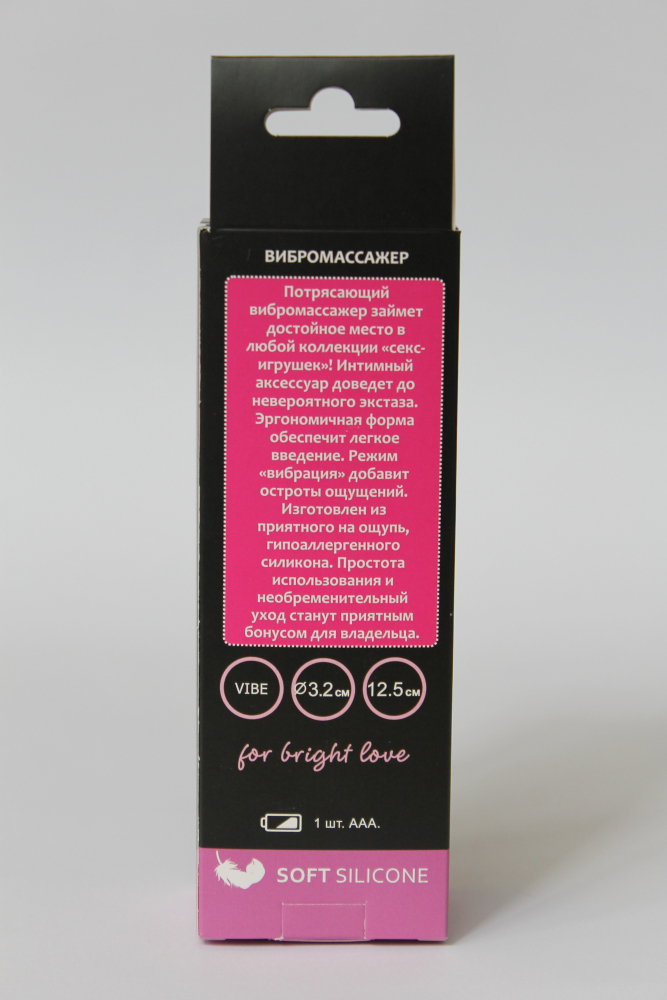 ВИБРОМАССАЖЕР
Потрясающий
вибромассажер займет
достойное место в
любой коллекции «секс-
игрушек»! Интимный
аксессуар доведет до
невероятного экстаза.
Эргономичная форма
обеспечит легкое
введение. Режим
«вибрация» добавит
остроты ощущений.
Изготовлен из
приятного на ощупь,
гипоаллергенного
силикона. Простота
использования и
необременительный
уход станут приятным
бонусом для владельца.
VIBE Ø3.2см 12.5см
for bright love
1 шт. ААА.
SOFT SILICONE